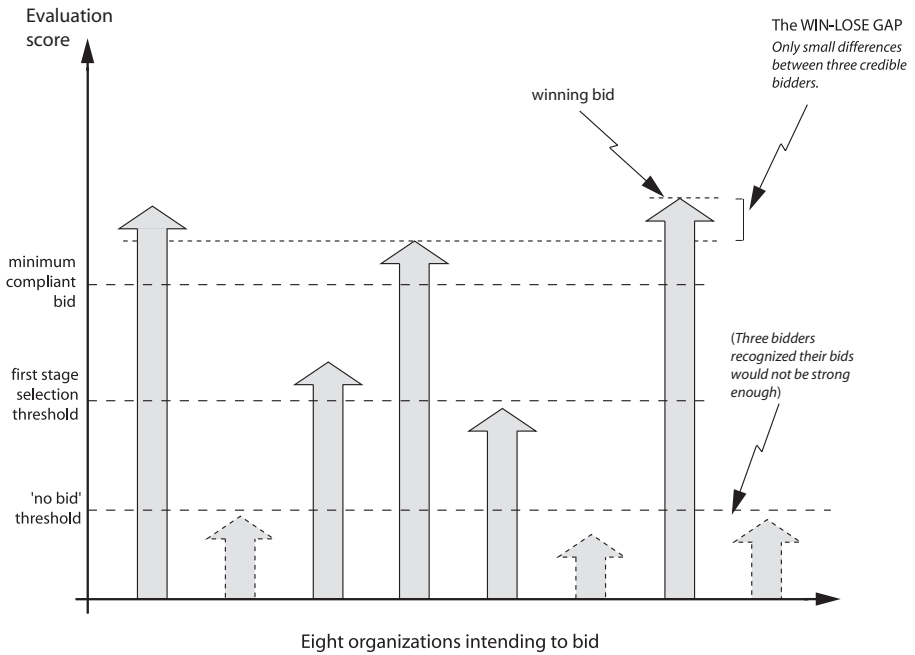 Evaluation
score
The WIN-LOSE GAP
Only small differences
between three credible
bidders.
winning bid
minimum
compliant
bid
first stage
selection
threshold
(Three bidders
recognized their bids
would not be strong
enough)
'no bid'
threshold
Eight organizations intending to bid